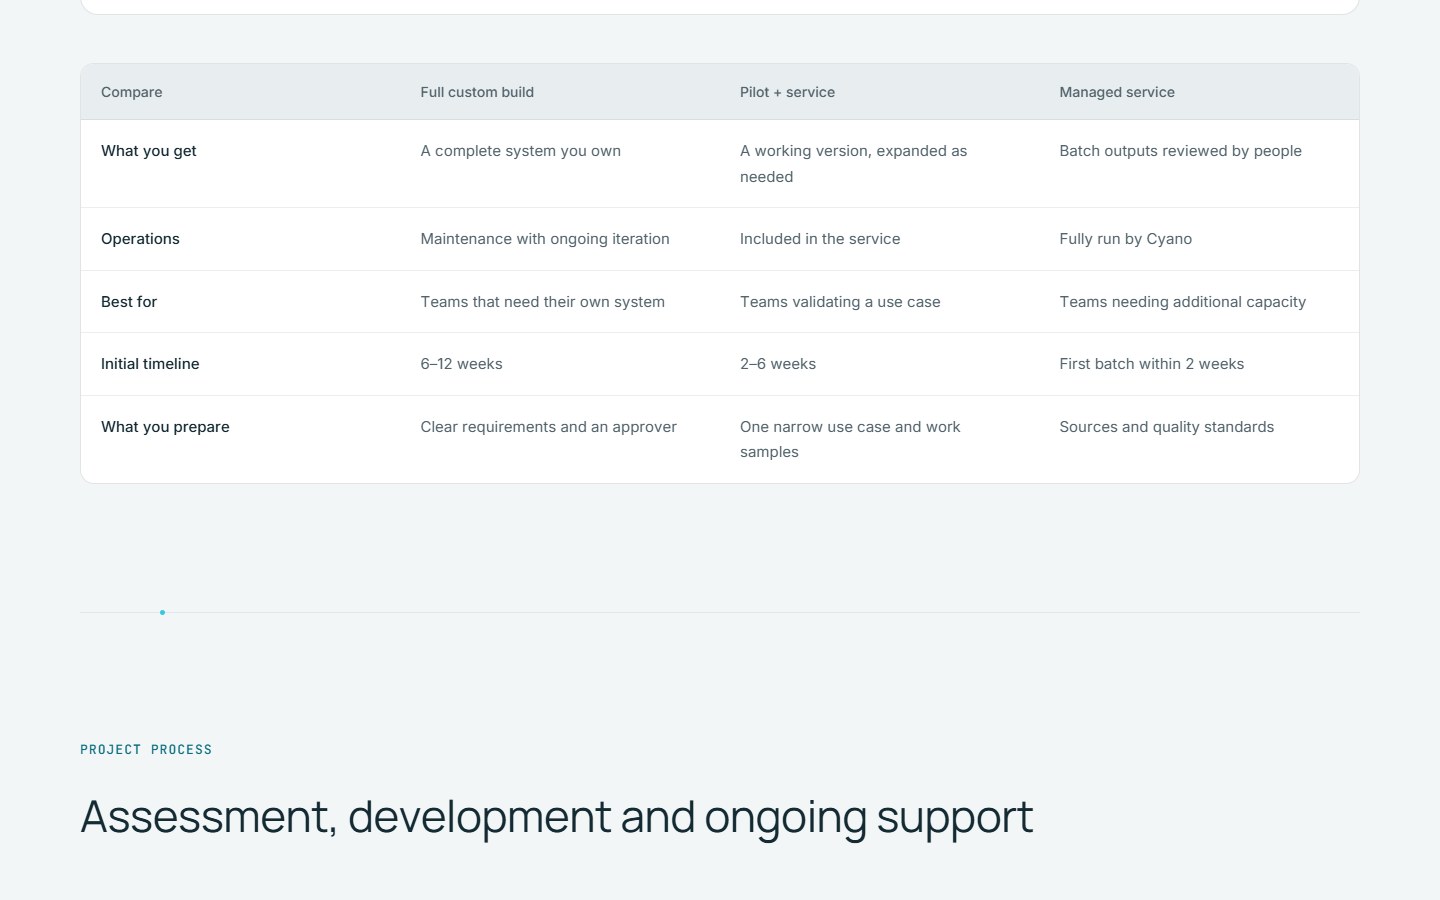 Compare
Full custom build
Pilot + service
Managed service
What you get
A complete system you own
A working version, expanded as
needed
Batch outputs reviewed by people
Operations
Maintenance with ongoing iteration
Included in the service
Fully run by Cyano
Best for
Teams that need their own system
Teams validating a use case
Teams needing additional capacity
Initial timeline
6–12 weeks
2–6 weeks
First batch within 2 weeks
What you prepare
Clear requirements and an approver
One narrow use case and work
samples
Sources and quality standards
PROJECT PROCESS
Assessment, development and ongoing support